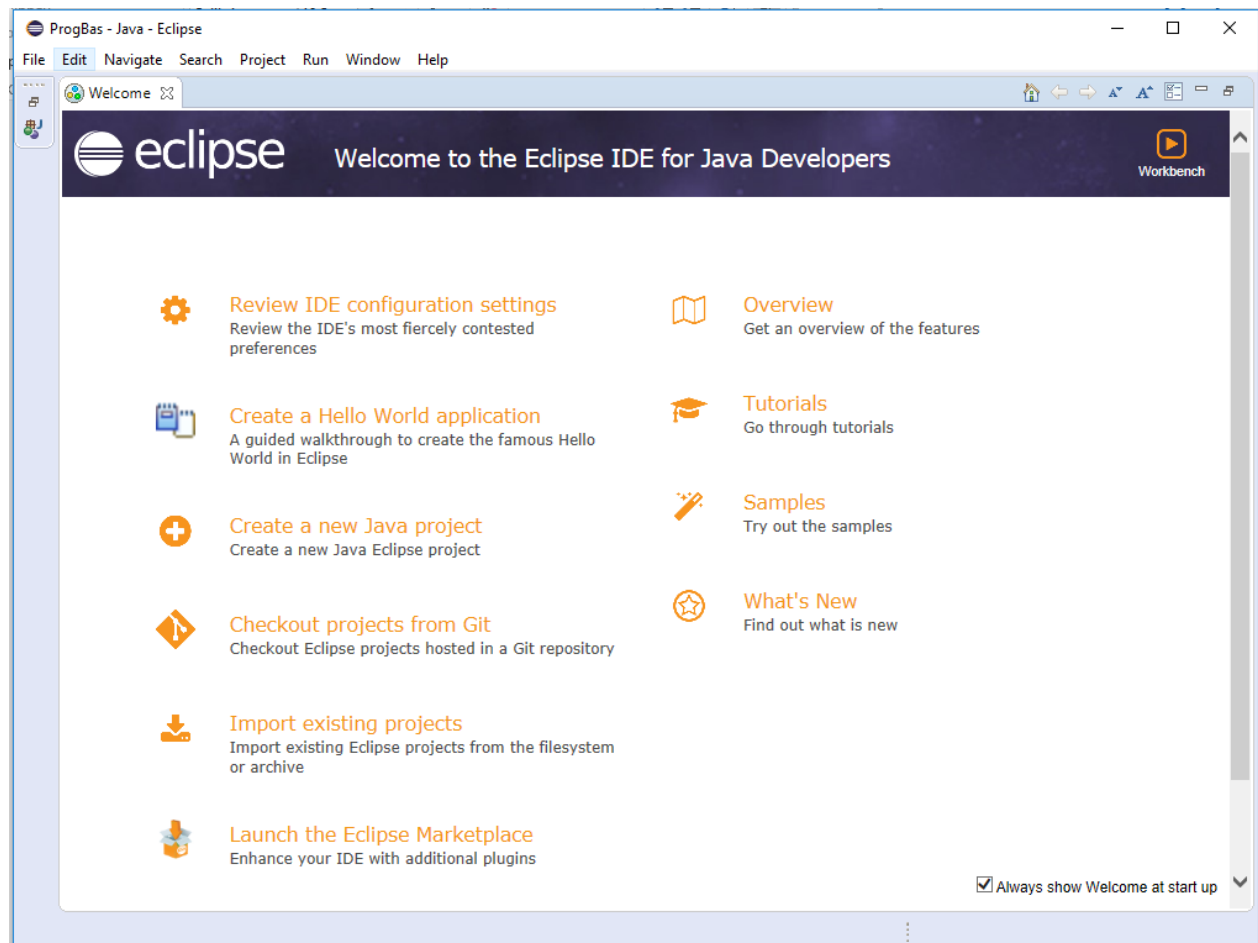 ProgBas - Java - Eclipse
File Edit Navigate Search Project Run Window Help
Welcome
eclipse Welcome to the Eclipse IDE for Java Developers
Workbench
Review IDE configuration settings
Review the IDE's most fiercely contested
preferences
Create a Hello World application
A guided walkthrough to create the famous Hello
World in Eclipse
Create a new Java project
Create a new Java Eclipse project
Checkout projects from Git
Checkout Eclipse projects hosted in a Git repository
Import existing projects
Import existing Eclipse projects from the filesystem
or archive
Launch the Eclipse Marketplace
Enhance your IDE with additional plugins
Overview
Get an overview of the features
Tutorials
Go through tutorials
Samples
Try out the samples
What's New
Find out what is new
Always show Welcome at start up